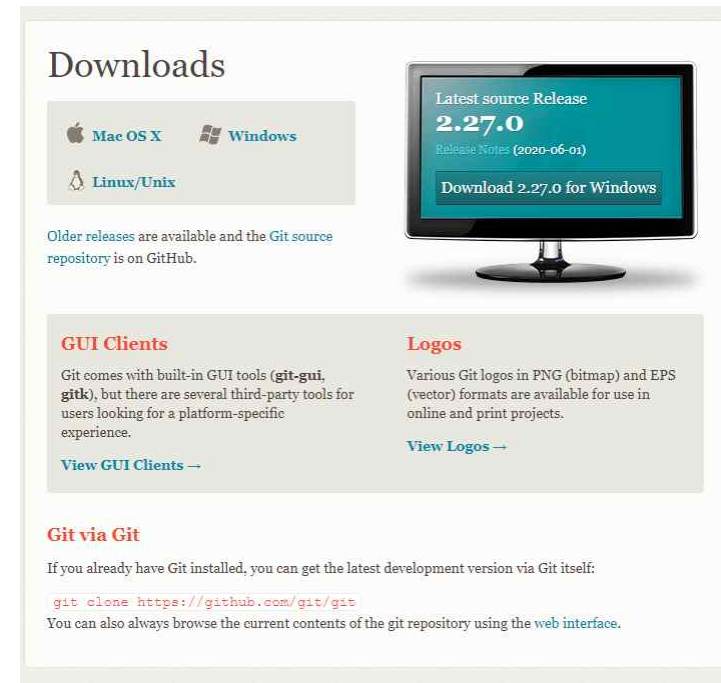 Downloads
Mac OS X
Windows
Linux/Unix
Older releases are available and the Git source
repository is on GitHub.
Latest source Release
2.27.0
Release Notes (2020-06-01)
Download 2.27.0 for Windows
GUI Clients
Git comes with built-in GUI tools (git-gui,
gitk), but there are several third-party tools for
users looking for a platform-specific
experience.
View GUI Clients →
Logos
Various Git logos in PNG (bitmap) and EPS
(vector) formats are available for use in
online and print projects.
View Logos →
Git via Git
If you already have Git installed, you can get the latest development version via Git itself:
git clone https://github.com/git/git
You can also always browse the current contents of the git repository using the web interface.